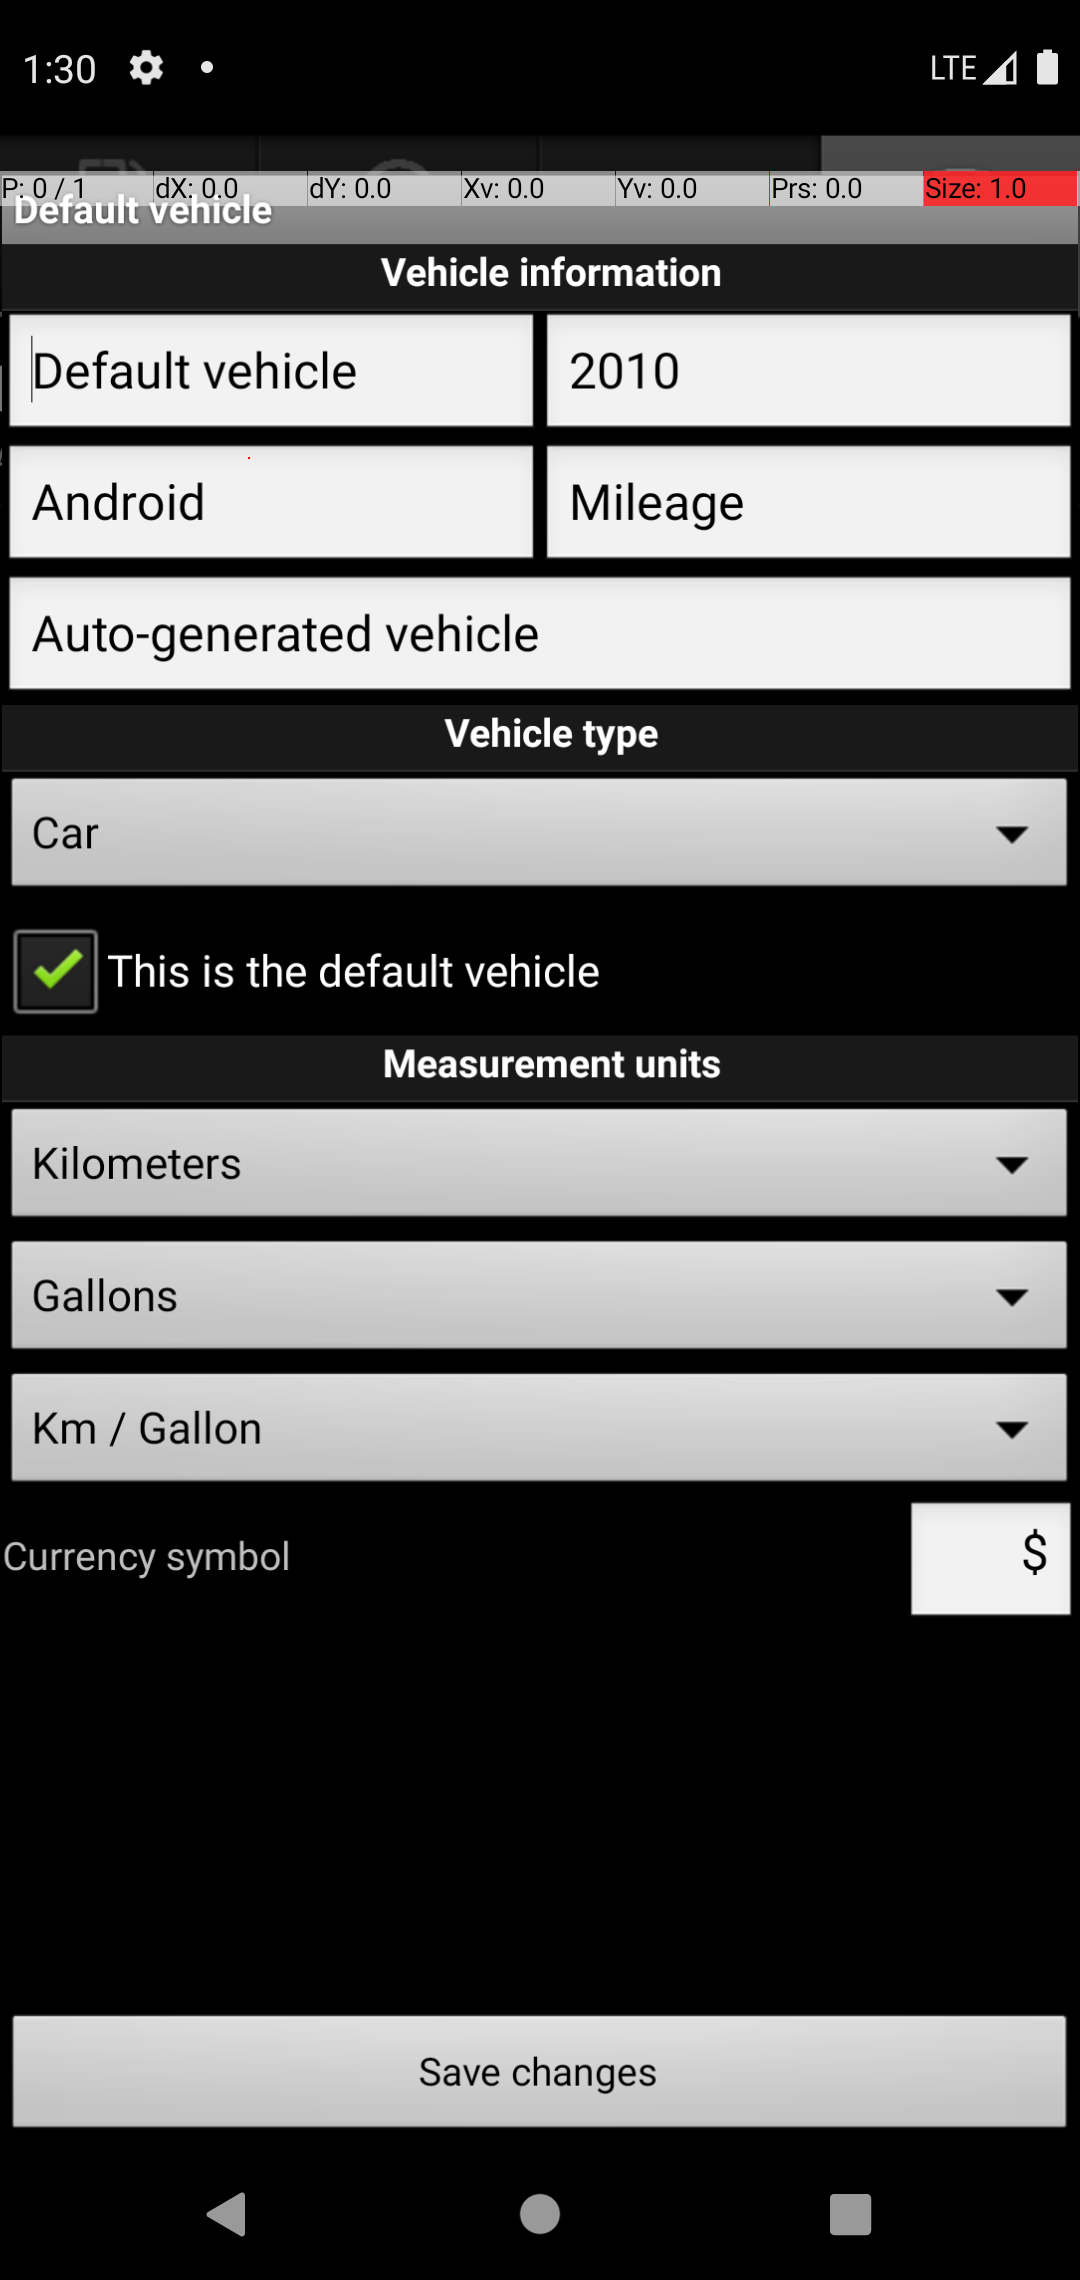 1:30
LTE
P: 0 / 1 dX: 0.0 dY: 0.0 Xv: 0.0 Yv: 0.0 Prs: 0.0 Size: 1.0
Default vehicle
Vehicle information
Default vehicle 2010
Android Mileage
Auto-generated vehicle
Vehicle type
Car
This is the default vehicle
Measurement units
Kilometers
Gallons
Km / Gallon
Currency symbol $
Save changes